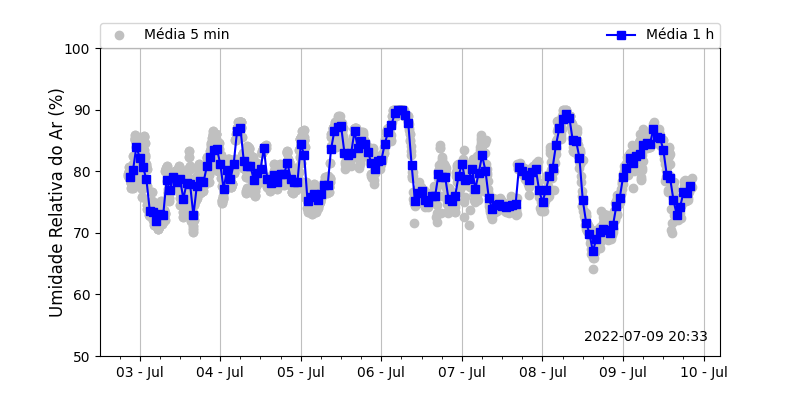 Média 5 min
Média 1 h
100
90
80
70
60
50
Umidade Relativa do Ar (%)
2022-07-09 20:33
03 - Jul
04 - Jul
05 - Jul
06 - Jul
07 - Jul
08 - Jul
09 - Jul
10 - Jul